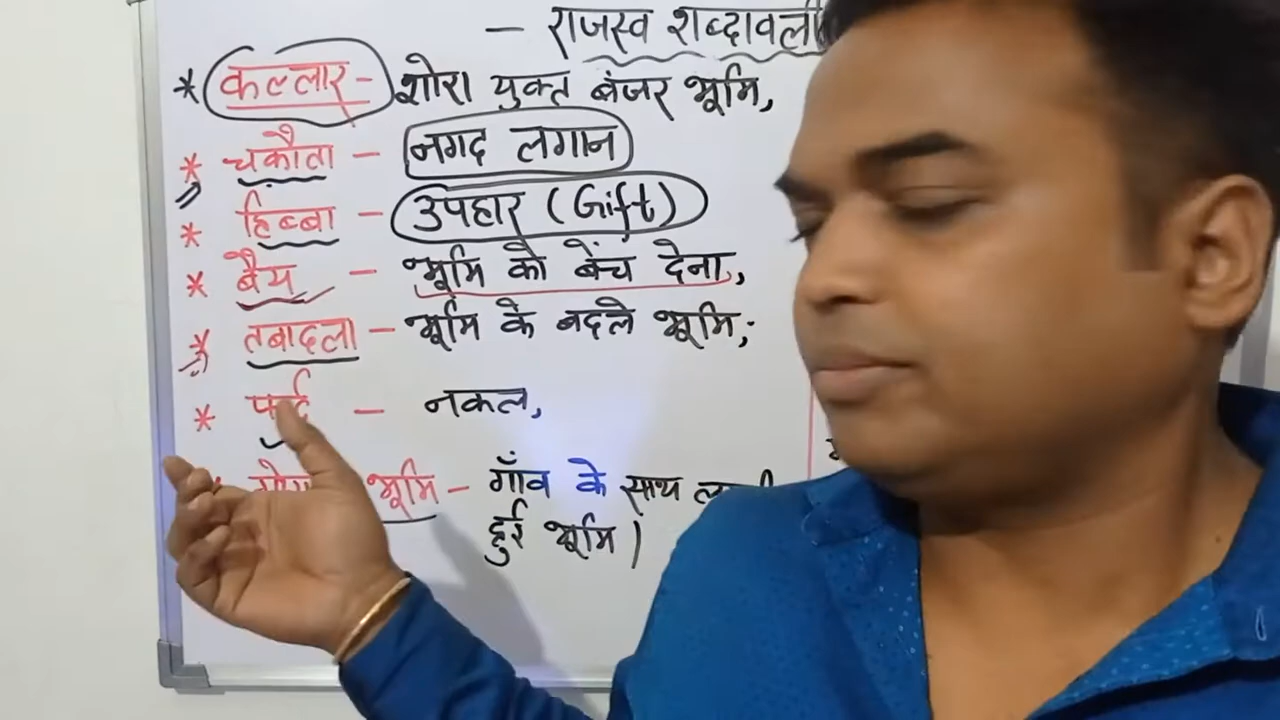 - राजस्व शब्दावली
* कल्लार - शोरा युक्त बंजर भूमि,
* चकौता - नगद लगान
* हिब्बा - उपहार (Gift)
* बैय - भूमि को बेंच देना,
* तबादला - भूमि के बदले भूमि,
* - नकल,
भूमि - गाँव के साथ
हुई भूमि।